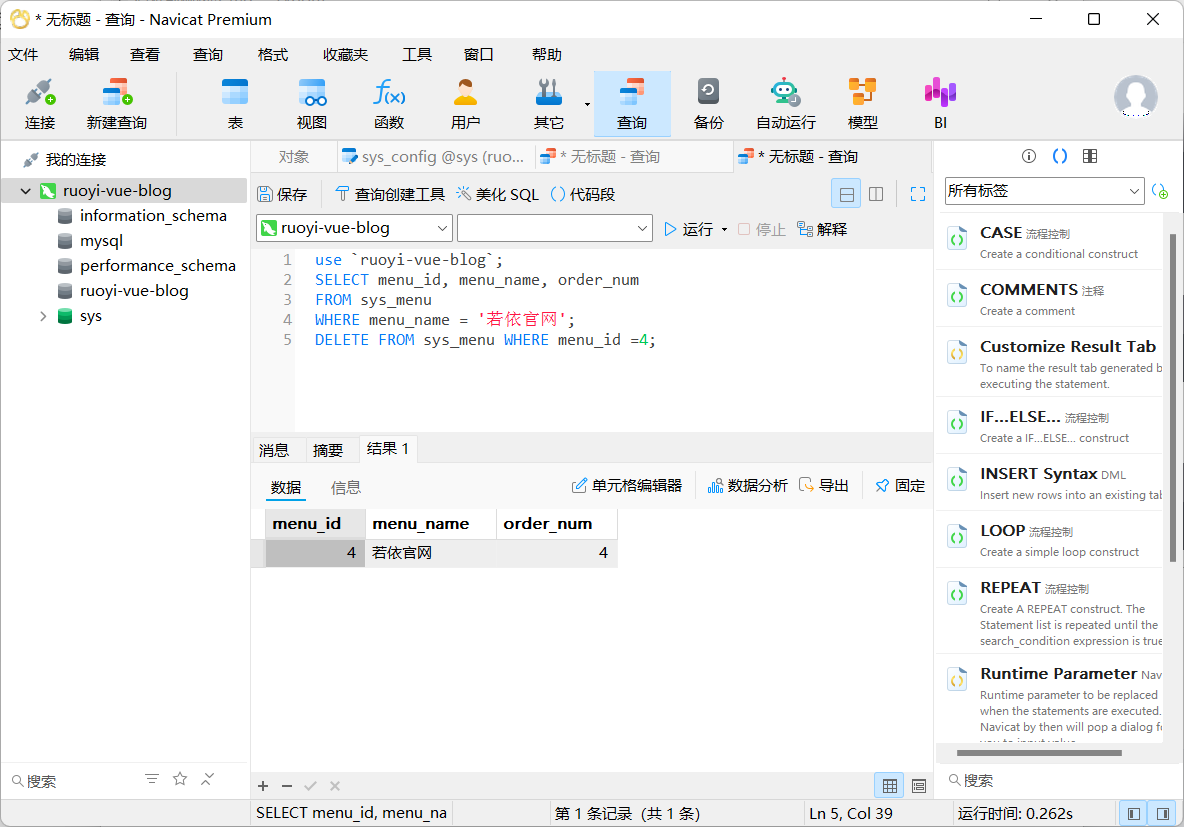 * 无标题 - 查询 - Navicat Premium
文件 编辑 查看 查询 格式 收藏夹 工具 窗口 帮助
连接 新建查询 表 视图 函数 用户 其它 查询 备份 自动运行 模型 BI
我的连接
ruoyi-vue-blog
information_schema
mysql
performance_schema
ruoyi-vue-blog
sys
搜索
对象 sys_config @sys (ruo... * 无标题 - 查询 * 无标题 - 查询
保存 查询创建工具 美化 SQL 代码段
ruoyi-vue-blog 运行 停止 解释
1 use `ruoyi-vue-blog`;
2 SELECT menu_id, menu_name, order_num
3 FROM sys_menu
4 WHERE menu_name = '若依官网';
5 DELETE FROM sys_menu WHERE menu_id =4;
消息 摘要 结果 1
数据 信息 单元格编辑器 数据分析 导出 固定
menu_id menu_name order_num
4 若依官网 4
所有标签
CASE 流程控制
Create a conditional construct
COMMENTS 注释
Create a comment
Customize Result Tab
To name the result tab generated b
executing the statement.
IF...ELSE... 流程控制
Create a IF...ELSE... construct
INSERT Syntax DML
Insert new rows into an existing tab
LOOP 流程控制
Create a simple loop construct
REPEAT 流程控制
Create A REPEAT construct. The
Statement list is repeated until the
search_condition expression is true
Runtime Parameter Nav
Runtime parameter to be replaced
when the statements are executed.
Navicat by then will pop a dialog fo
you to input value
搜索
SELECT menu_id, menu_na 第 1 条记录 (共 1 条) Ln 5, Col 39 运行时间: 0.262s